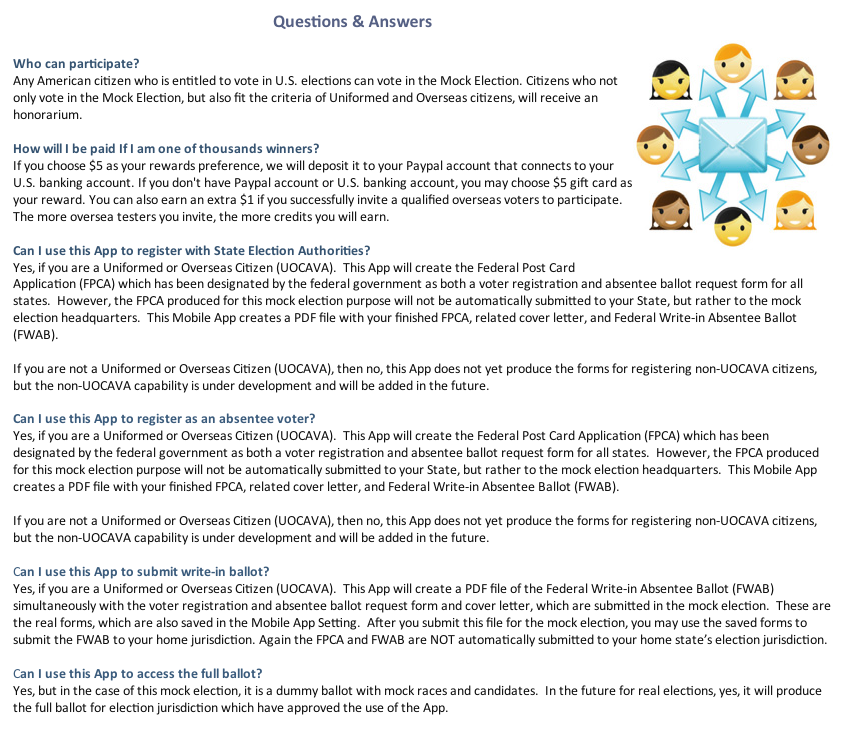 Questions & Answers
Who can participate?
Any American citizen who is entitled to vote in U.S. elections can vote in the Mock Election. Citizens who not
only vote in the Mock Election, but also fit the criteria of Uniformed and Overseas citizens, will receive an
honorarium.
How will I be paid If I am one of thousands winners?
If you choose $5 as your rewards preference, we will deposit it to your Paypal account that connects to your
U.S. banking account. If you don't have Paypal account or U.S. banking account, you may choose $5 gift card as
your reward. You can also earn an extra $1 if you successfully invite a qualified overseas voters to participate.
The more oversea testers you invite, the more credits you will earn.
Can I use this App to register with State Election Authorities?
Yes, if you are a Uniformed or Overseas Citizen (UOCAVA).  This App will create the Federal Post Card
Application (FPCA) which has been designated by the federal government as both a voter registration and absentee ballot request form for all
states.  However, the FPCA produced for this mock election purpose will not be automatically submitted to your State, but rather to the mock
election headquarters.  This Mobile App creates a PDF file with your finished FPCA, related cover letter, and Federal Write-in Absentee Ballot
(FWAB).
If you are not a Uniformed or Overseas Citizen (UOCAVA), then no, this App does not yet produce the forms for registering non-UOCAVA citizens,
but the non-UOCAVA capability is under development and will be added in the future.
Can I use this App to register as an absentee voter?
Yes, if you are a Uniformed or Overseas Citizen (UOCAVA).  This App will create the Federal Post Card Application (FPCA) which has been
designated by the federal government as both a voter registration and absentee ballot request form for all states.  However, the FPCA produced
for this mock election purpose will not be automatically submitted to your State, but rather to the mock election headquarters.  This Mobile App
creates a PDF file with your finished FPCA, related cover letter, and Federal Write-in Absentee Ballot (FWAB).
If you are not a Uniformed or Overseas Citizen (UOCAVA), then no, this App does not yet produce the forms for registering non-UOCAVA citizens,
but the non-UOCAVA capability is under development and will be added in the future.
Can I use this App to submit write-in ballot?
Yes, if you are a Uniformed or Overseas Citizen (UOCAVA).  This App will create a PDF file of the Federal Write-in Absentee Ballot (FWAB)
simultaneously with the voter registration and absentee ballot request form and cover letter, which are submitted in the mock election.  These are
the real forms, which are also saved in the Mobile App Setting.  After you submit this file for the mock election, you may use the saved forms to
submit the FWAB to your home jurisdiction. Again the FPCA and FWAB are NOT automatically submitted to your home state’s election jurisdiction.
Can I use this App to access the full ballot?
Yes, but in the case of this mock election, it is a dummy ballot with mock races and candidates.  In the future for real elections, yes, it will produce
the full ballot for election jurisdiction which have approved the use of the App.